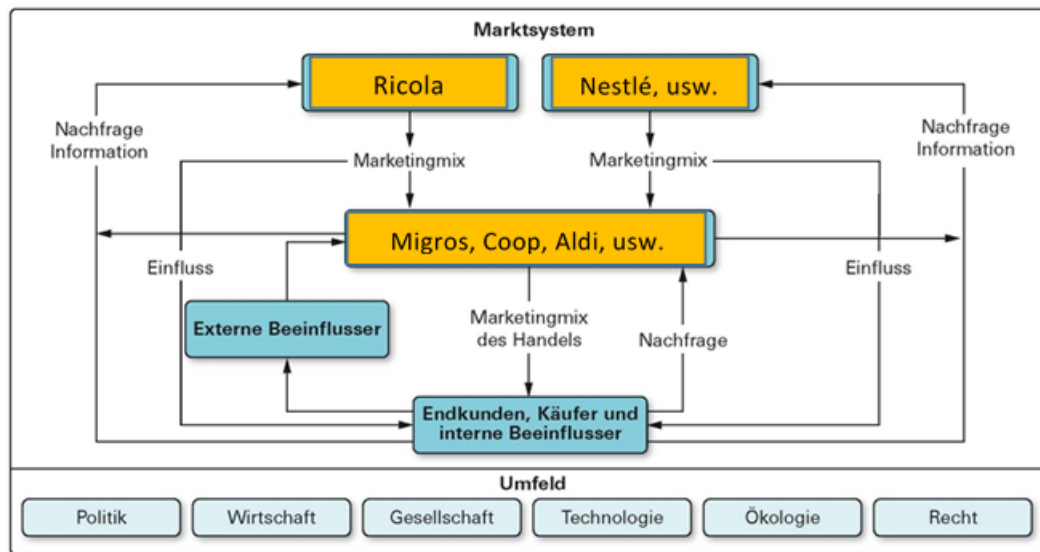 Marktsystem
Ricola
Nestlé, usw.
Nachfrage
Information
Nachfrage
Information
Marketingmix
Marketingmix
Migros, Coop, Aldi, usw.
Einfluss
Einfluss
Externe Beeinflusser
Marketingmix
des Handels
Nachfrage
Endkunden, Käufer und
interne Beeinflusser
Umfeld
Politik
Wirtschaft
Gesellschaft
Technologie
Ökologie
Recht